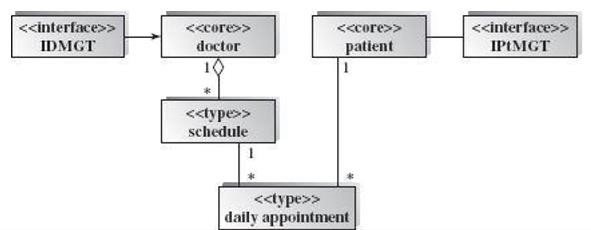 <<interface>>
IDMGT
<<core>>
doctor
<<core>>
patient
<<interface>>
IPtMGT
1
1
*
<<type>>
schedule
1
*
*
<<type>>
daily appointment